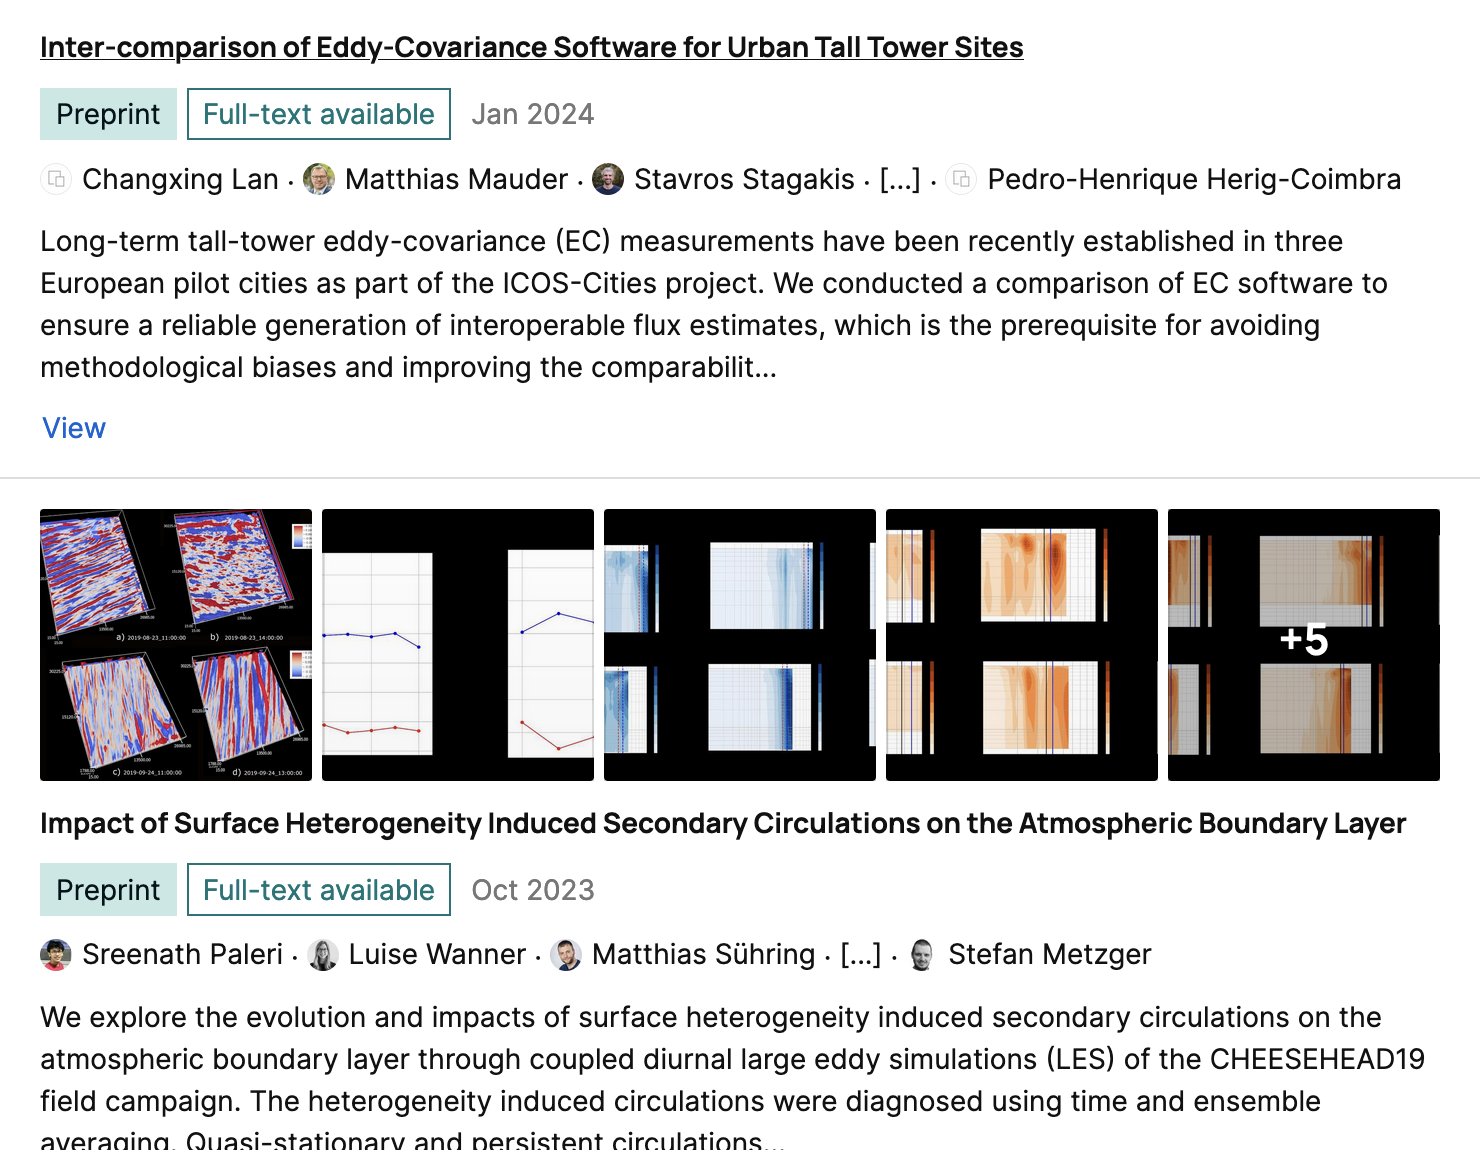 Inter-comparison of Eddy-Covariance Software for Urban Tall Tower Sites
Preprint Full-text available Jan 2024
Changxing Lan · Matthias Mauder · Stavros Stagakis · [...] · Pedro-Henrique Herig-Coimbra
Long-term tall-tower eddy-covariance (EC) measurements have been recently established in three
European pilot cities as part of the ICOS-Cities project. We conducted a comparison of EC software to
ensure a reliable generation of interoperable flux estimates, which is the prerequisite for avoiding
methodological biases and improving the comparabilit...
View
a) 2019-08-23_11:00:00 b) 2019-08-23_14:00:00
c) 2019-09-24_11:00:00 d) 2019-09-24_13:00:00
+5
Impact of Surface Heterogeneity Induced Secondary Circulations on the Atmospheric Boundary Layer
Preprint Full-text available Oct 2023
Sreenath Paleri · Luise Wanner · Matthias Sühring · [...] · Stefan Metzger
We explore the evolution and impacts of surface heterogeneity induced secondary circulations on the
atmospheric boundary layer through coupled diurnal large eddy simulations (LES) of the CHEESEHEAD19
field campaign. The heterogeneity induced circulations were diagnosed using time and ensemble
averaging. Quasi-stationary and persistent circulations...